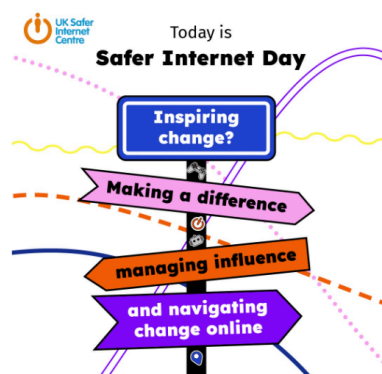 UK Safer
Internet
Centre
Today is
Safer Internet Day
Inspiring
change?
Making a difference
managing influence
and navigating
change online